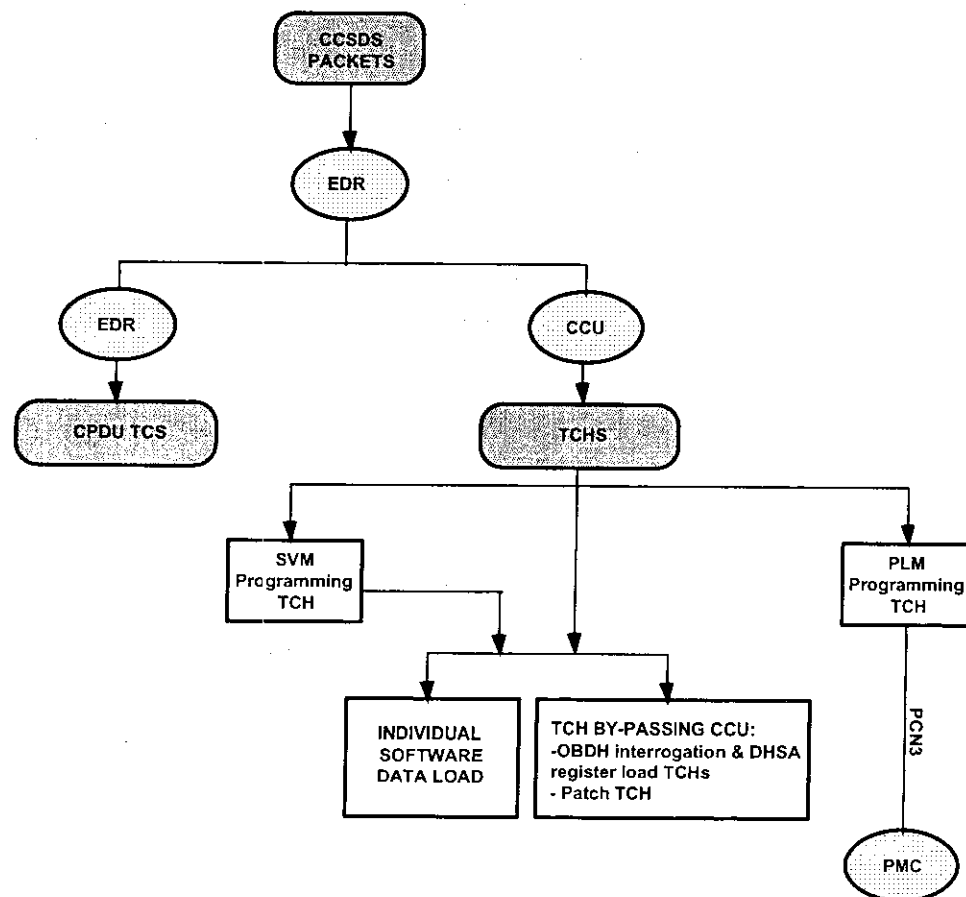 CCSDS
PACKETS
EDR
EDR
CCU
CPDU TCS
TCHS
SVM
Programming
TCH
PLM
Programming
TCH
INDIVIDUAL
SOFTWARE
DATA LOAD
TCH BY-PASSING CCU:
-OBDH interrogation & DHSA
register load TCHs
- Patch TCH
PCN3
PMC